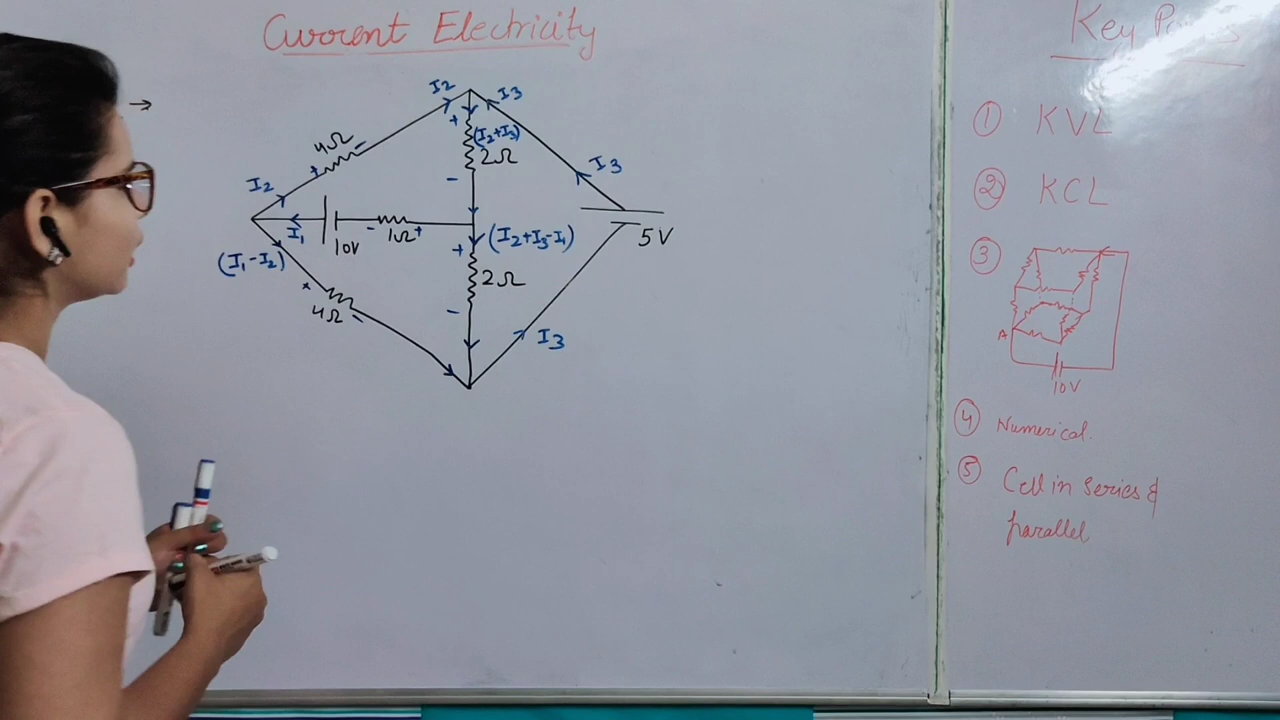 Current Electricity
→
I2
I3
+
(I2+I3)
2Ω
-
4Ω
+
-
I2
I3
I1
10V
-
1Ω
+
5V
(I1-I2)
+
(I2+I3-I1)
2Ω
-
+
4Ω
-
I3
Key
① KVL
② KCL
③
A
10V
④ Numerical.
⑤ Cell in series &
parallel